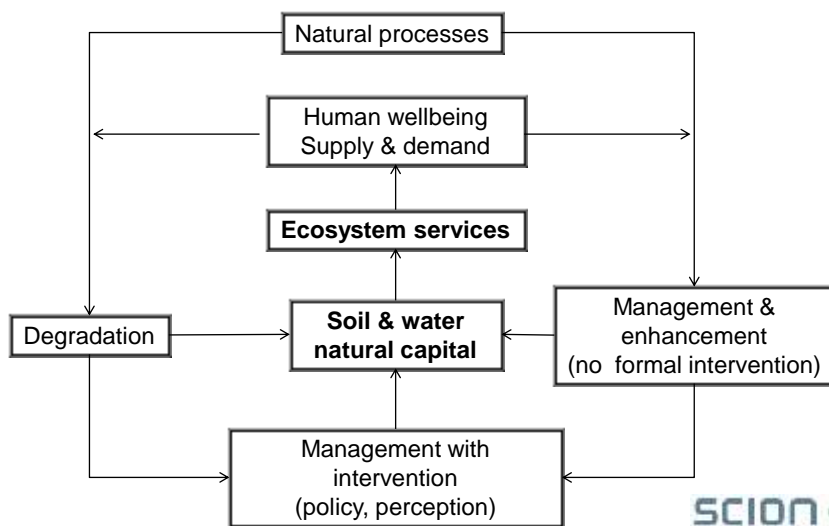 Natural processes
Human wellbeing
Supply & demand
Ecosystem services
Degradation
Soil & water
natural capital
Management &
enhancement
(no formal intervention)
Management with
intervention
(policy, perception)
SCION